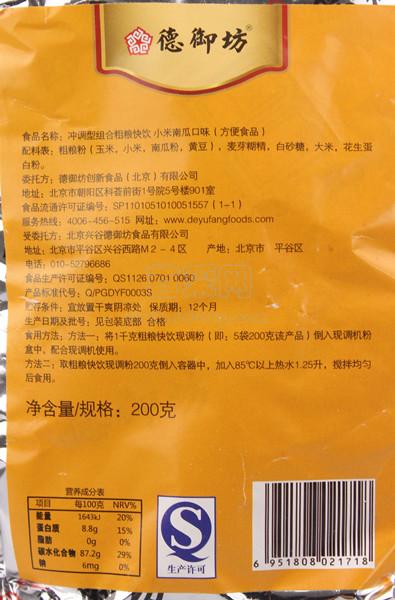 德御坊®
食品名称：冲调型组合粗粮快饮 小米南瓜口味（方便食品）
配料表：粗粮粉（玉米，小米，南瓜粉，黄豆），麦芽糊精，白砂糖，大米，花生蛋
白粉。
委托方：德御坊创新食品（北京）有限公司
地址：北京市朝阳区科荟前街1号院5号楼901室
食品流通许可证编号：SP1101051010051557（1-1）
服务热线：4006-456-515 网址：www.deyufangfoods.com
受委托方：北京兴谷德御坊食品有限公司
地址：北京市平谷区兴谷西路M2-4区 产地：北京市 平谷区
电话：010-52796686
食品生产许可证编号：QS1126 0701 0060
产品标准代号：Q/PGDYF0003S
贮存条件：宜放置干爽阴凉处 保质期：12个月
生产日期及批号：见包装底部 合格
食用方法：方法一：将1千克粗粮快饮现调粉（即：5袋200克该产品）倒入现调机粉
盒中，配合现调机使用。
方法二：取粗粮快饮现调粉200克倒入容器中，加入85℃以上热水1.25升，搅拌均匀
后食用。
净含量/规格：200克
营养成分表
项目 每100克 NRV%
能量 1643kJ 20%
蛋白质 8.8g 15%
脂肪 0g 0%
碳水化合物 87.2g 29%
钠 6mg 0%
QS
生产许可
6 951808 021718